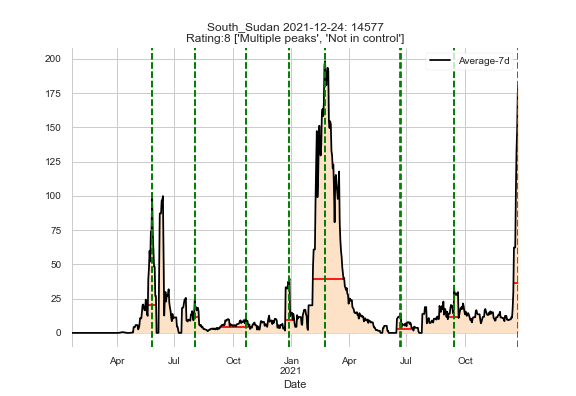 South_Sudan 2021-12-24: 14577
Rating:8 ['Multiple peaks', 'Not in control']
Average-7d
200
175
150
125
100
75
50
25
0
Apr Jul Oct Jan Apr Jul Oct
2021
Date